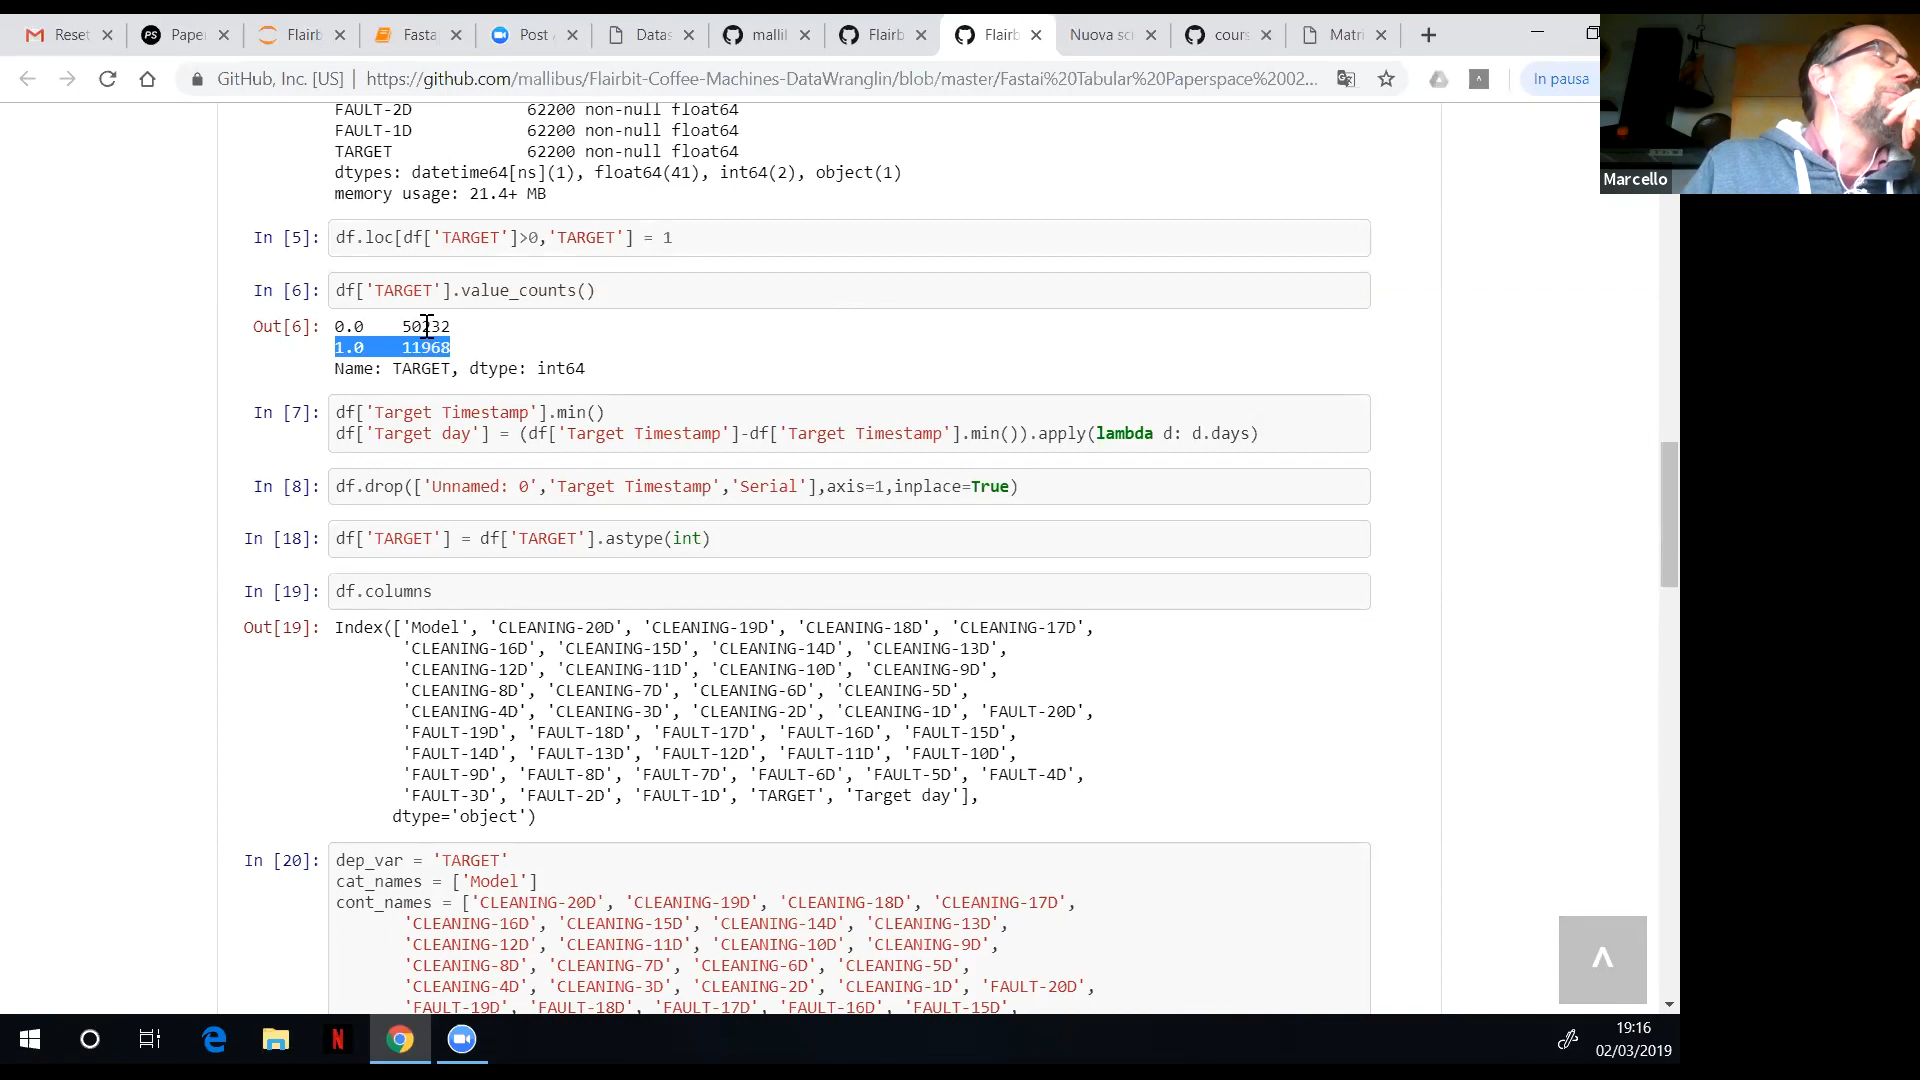 Reset
Pape
Flairb
Fasta
Post
Datas
mallil
Flairb
Flairb
Nuova sc
cours
Matri
GitHub, Inc. [US] | https://github.com/mallibus/Flairbit-Coffee-Machines-DataWranglin/blob/master/Fastai%20Tabular%20Paperspace%2002...
In pausa
Marcello
FAULT-2D 62200 non-null float64
FAULT-1D 62200 non-null float64
TARGET 62200 non-null float64
dtypes: datetime64[ns](1), float64(41), int64(2), object(1)
memory usage: 21.4+ MB
In [5]: df.loc[df['TARGET']>0,'TARGET'] = 1
In [6]: df['TARGET'].value_counts()
Out[6]: 0.0 50232
1.0 11968
Name: TARGET, dtype: int64
In [7]: df['Target Timestamp'].min()
df['Target day'] = (df['Target Timestamp']-df['Target Timestamp'].min()).apply(lambda d: d.days)
In [8]: df.drop(['Unnamed: 0','Target Timestamp','Serial'],axis=1,inplace=True)
In [18]: df['TARGET'] = df['TARGET'].astype(int)
In [19]: df.columns
Out[19]: Index(['Model', 'CLEANING-20D', 'CLEANING-19D', 'CLEANING-18D', 'CLEANING-17D',
'CLEANING-16D', 'CLEANING-15D', 'CLEANING-14D', 'CLEANING-13D',
'CLEANING-12D', 'CLEANING-11D', 'CLEANING-10D', 'CLEANING-9D',
'CLEANING-8D', 'CLEANING-7D', 'CLEANING-6D', 'CLEANING-5D',
'CLEANING-4D', 'CLEANING-3D', 'CLEANING-2D', 'CLEANING-1D', 'FAULT-20D',
'FAULT-19D', 'FAULT-18D', 'FAULT-17D', 'FAULT-16D', 'FAULT-15D',
'FAULT-14D', 'FAULT-13D', 'FAULT-12D', 'FAULT-11D', 'FAULT-10D',
'FAULT-9D', 'FAULT-8D', 'FAULT-7D', 'FAULT-6D', 'FAULT-5D', 'FAULT-4D',
'FAULT-3D', 'FAULT-2D', 'FAULT-1D', 'TARGET', 'Target day'],
dtype='object')
In [20]: dep_var = 'TARGET'
cat_names = ['Model']
cont_names = ['CLEANING-20D', 'CLEANING-19D', 'CLEANING-18D', 'CLEANING-17D',
'CLEANING-16D', 'CLEANING-15D', 'CLEANING-14D', 'CLEANING-13D',
'CLEANING-12D', 'CLEANING-11D', 'CLEANING-10D', 'CLEANING-9D',
'CLEANING-8D', 'CLEANING-7D', 'CLEANING-6D', 'CLEANING-5D',
'CLEANING-4D', 'CLEANING-3D', 'CLEANING-2D', 'CLEANING-1D', 'FAULT-20D',
'FAULT-19D', 'FAULT-18D', 'FAULT-17D', 'FAULT-16D', 'FAULT-15D',
19:16
02/03/2019